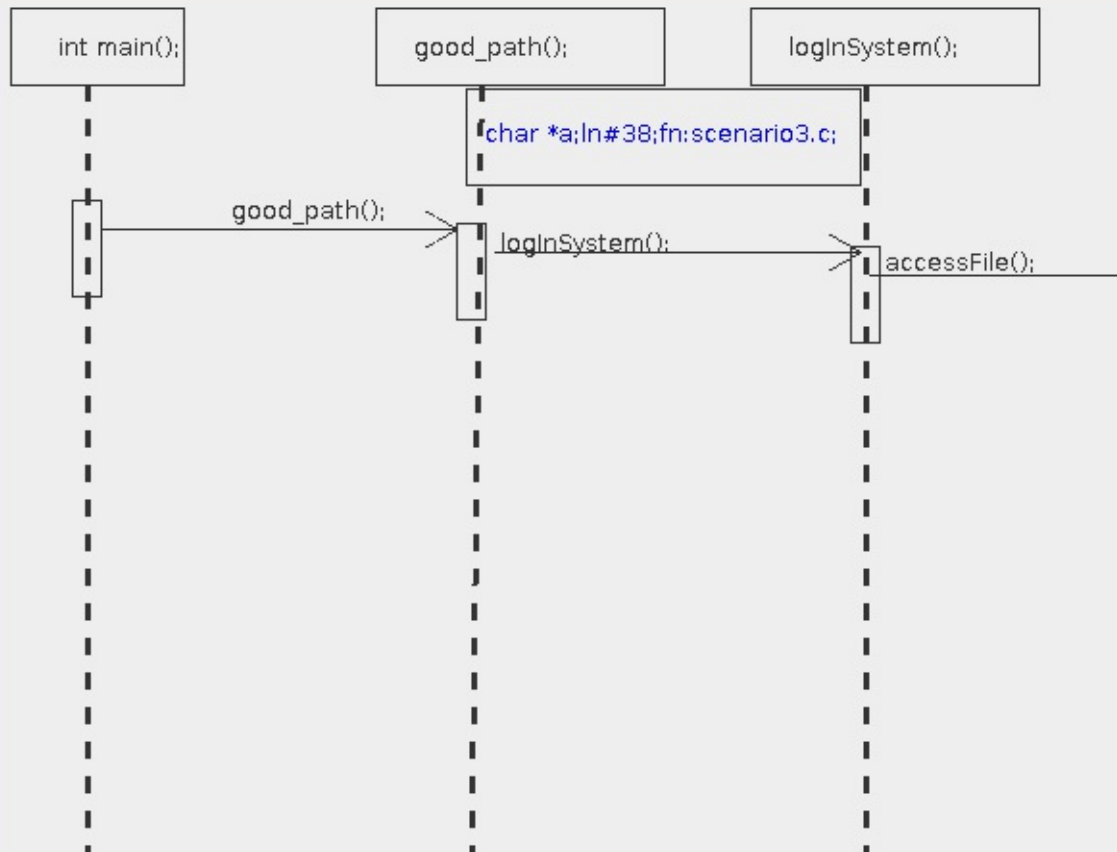 int main();
good_path();
logInSystem();
char *a;ln#38;fn:scenario3.c;
good_path();
logInSystem();
accessFile();